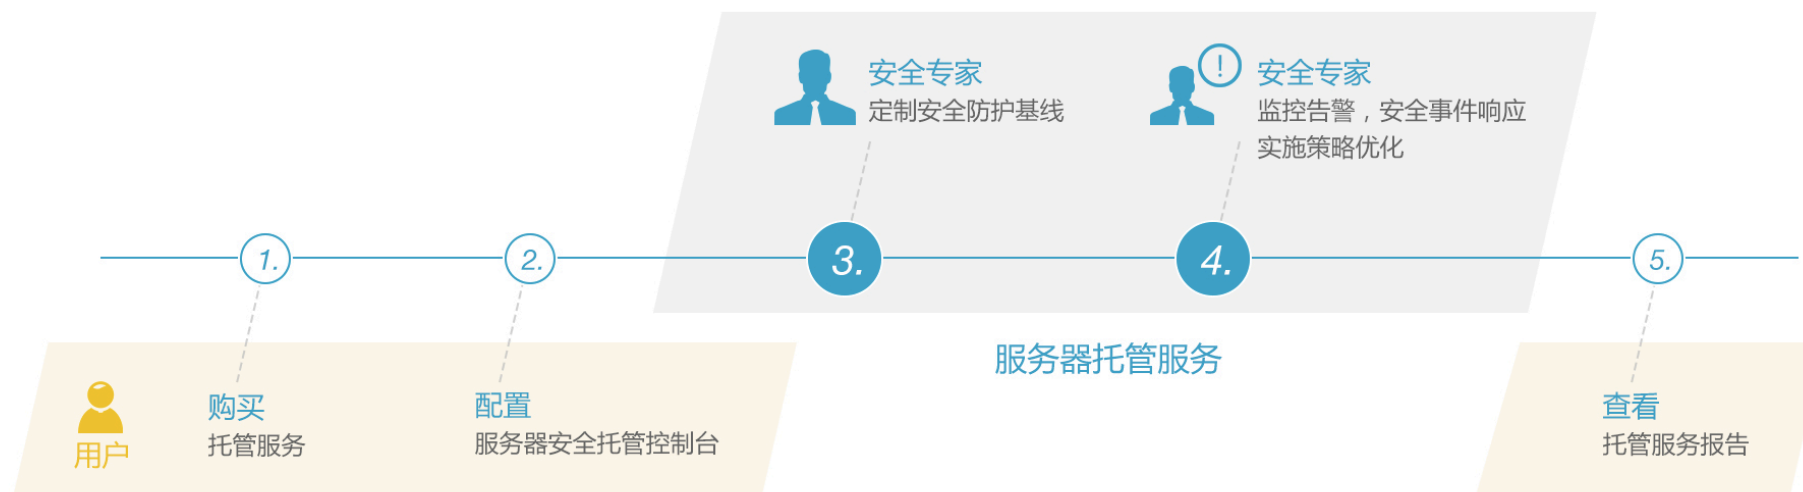 安全专家
定制安全防护基线
!
安全专家
监控告警，安全事件响应
实施策略优化
1.
2.
3.
4.
5.
服务器托管服务
用户
购买
托管服务
配置
服务器安全托管控制台
查看
托管服务报告